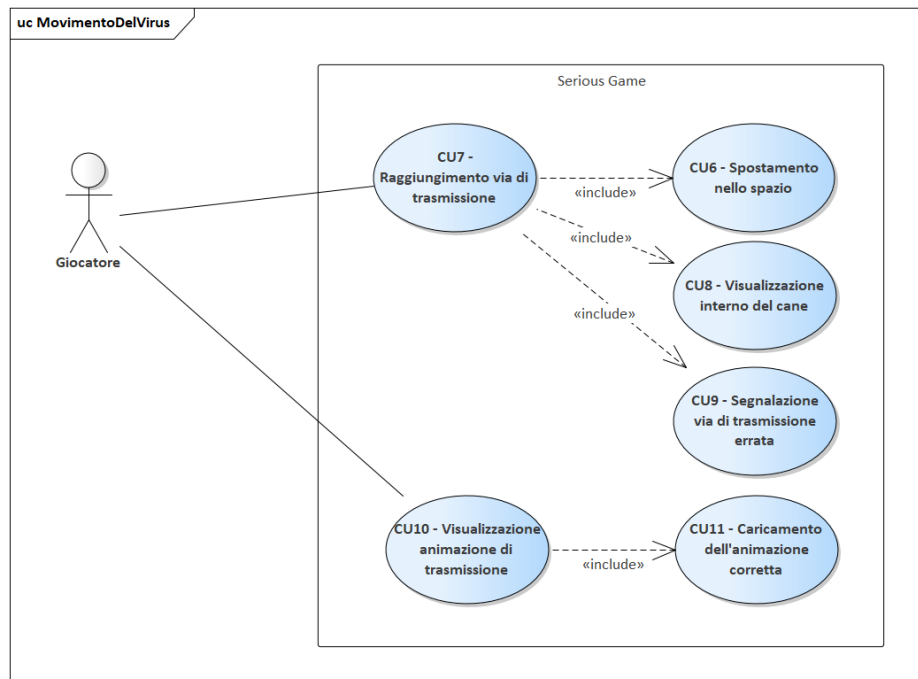 uc MovimentoDelVirus
Serious Game
Giocatore
CU7 -
Raggiungimento via di
trasmissione
«include»
CU6 - Spostamento
nello spazio
«include»
CU8 - Visualizzazione
interno del cane
«include»
CU9 - Segnalazione
via di trasmissione
errata
CU10 - Visualizzazione
animazione di
trasmissione
«include»
CU11 - Caricamento
dell'animazione
corretta